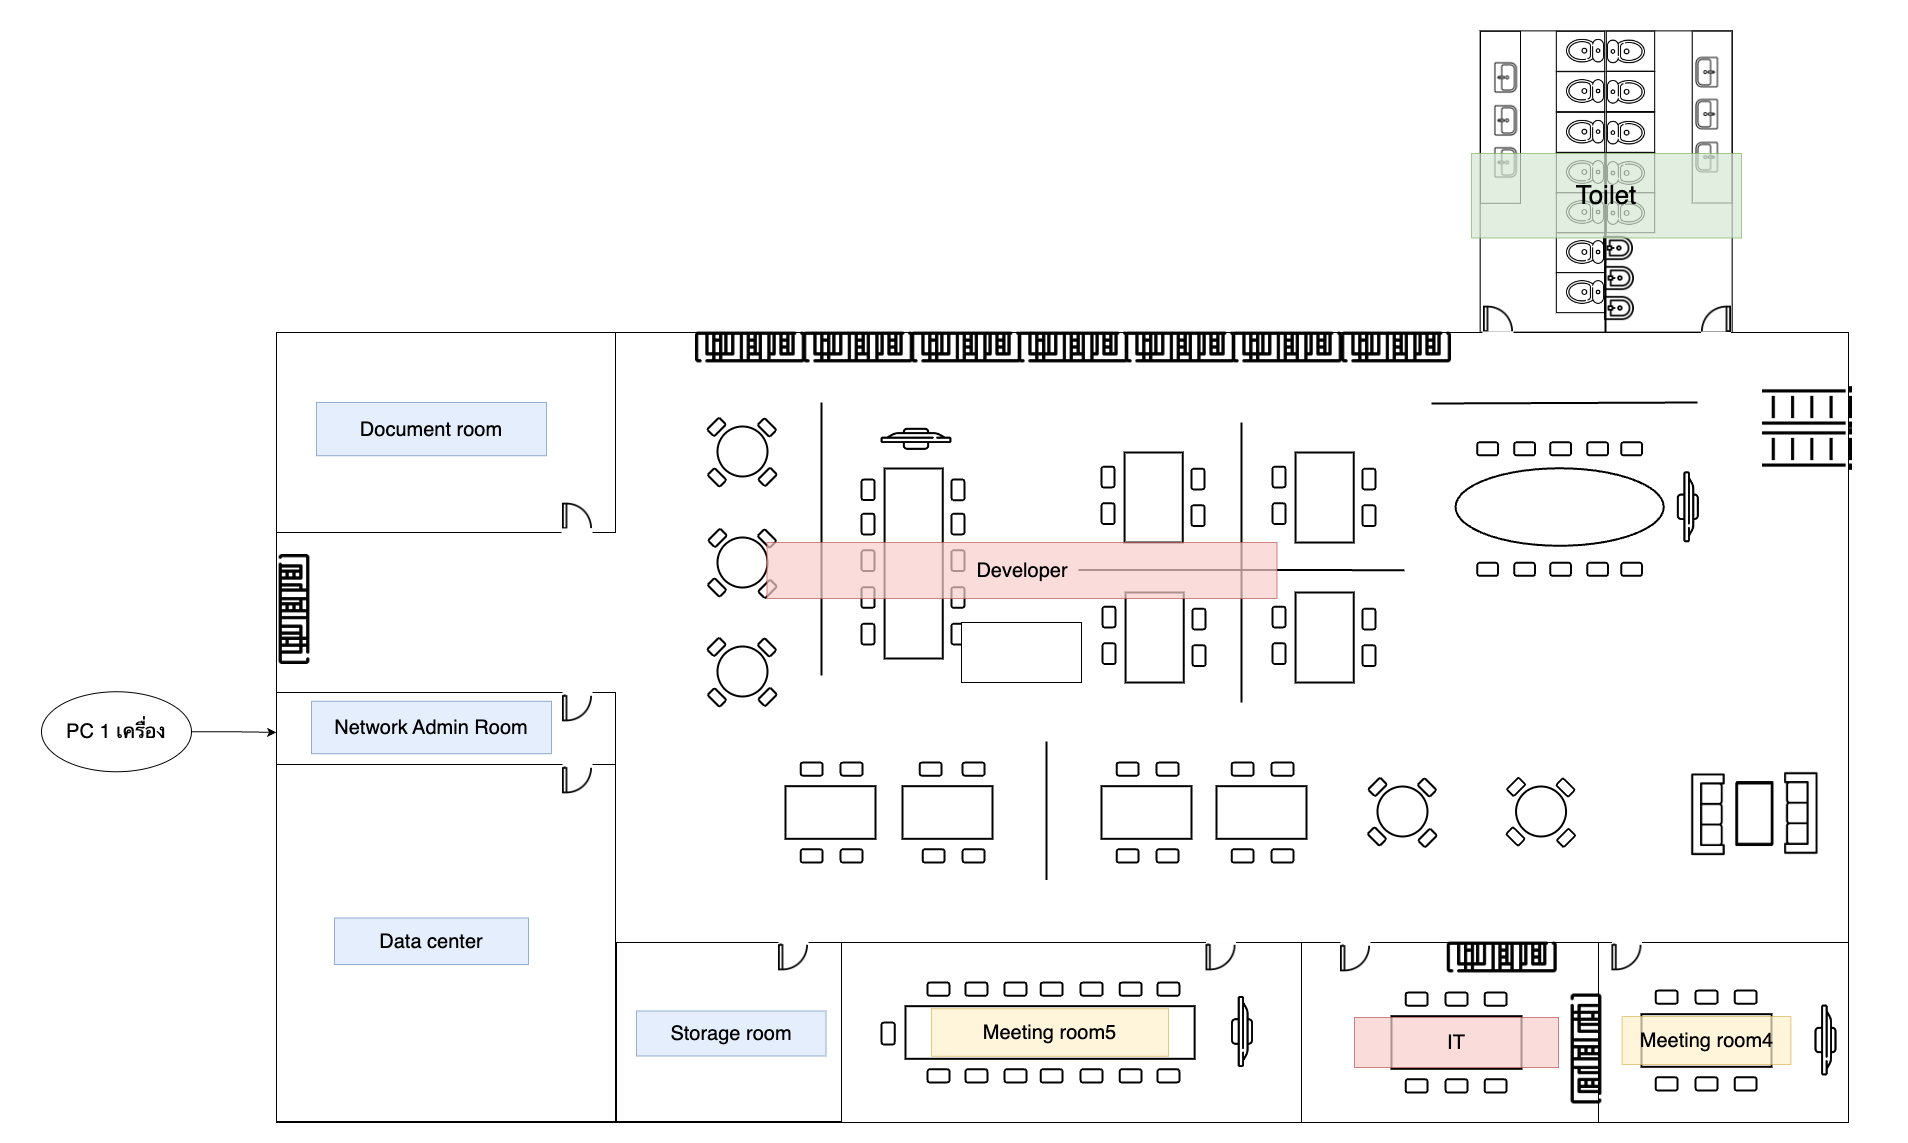 Toilet
Document room
Developer
Network Admin Room
PC 1 เครื่อง
Data center
Storage room
Meeting room5
IT
Meeting room4